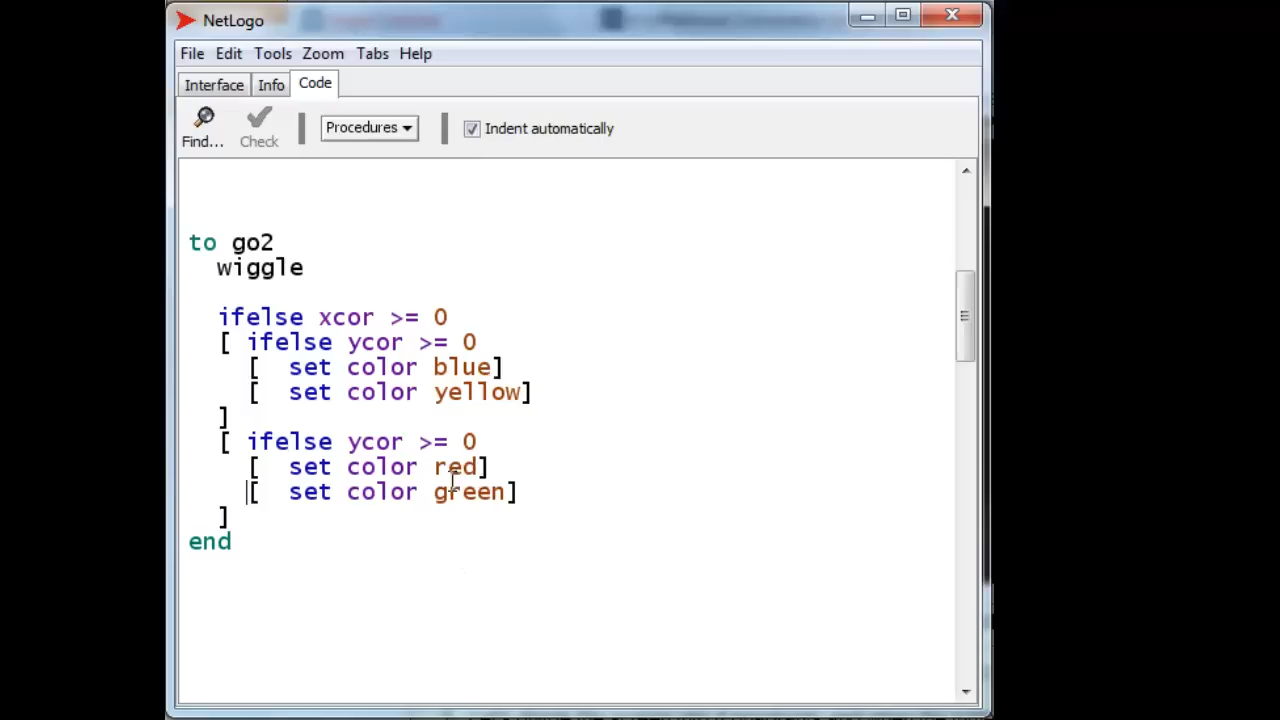 NetLogo
File Edit Tools Zoom Tabs Help
Interface Info Code
Find... Check Procedures Indent automatically
to go2
wiggle
ifelse xcor >= 0
[ ifelse ycor >= 0
[ set color blue]
[ set color yellow]
]
[ ifelse ycor >= 0
[ set color red]
[ set color green]
]
end